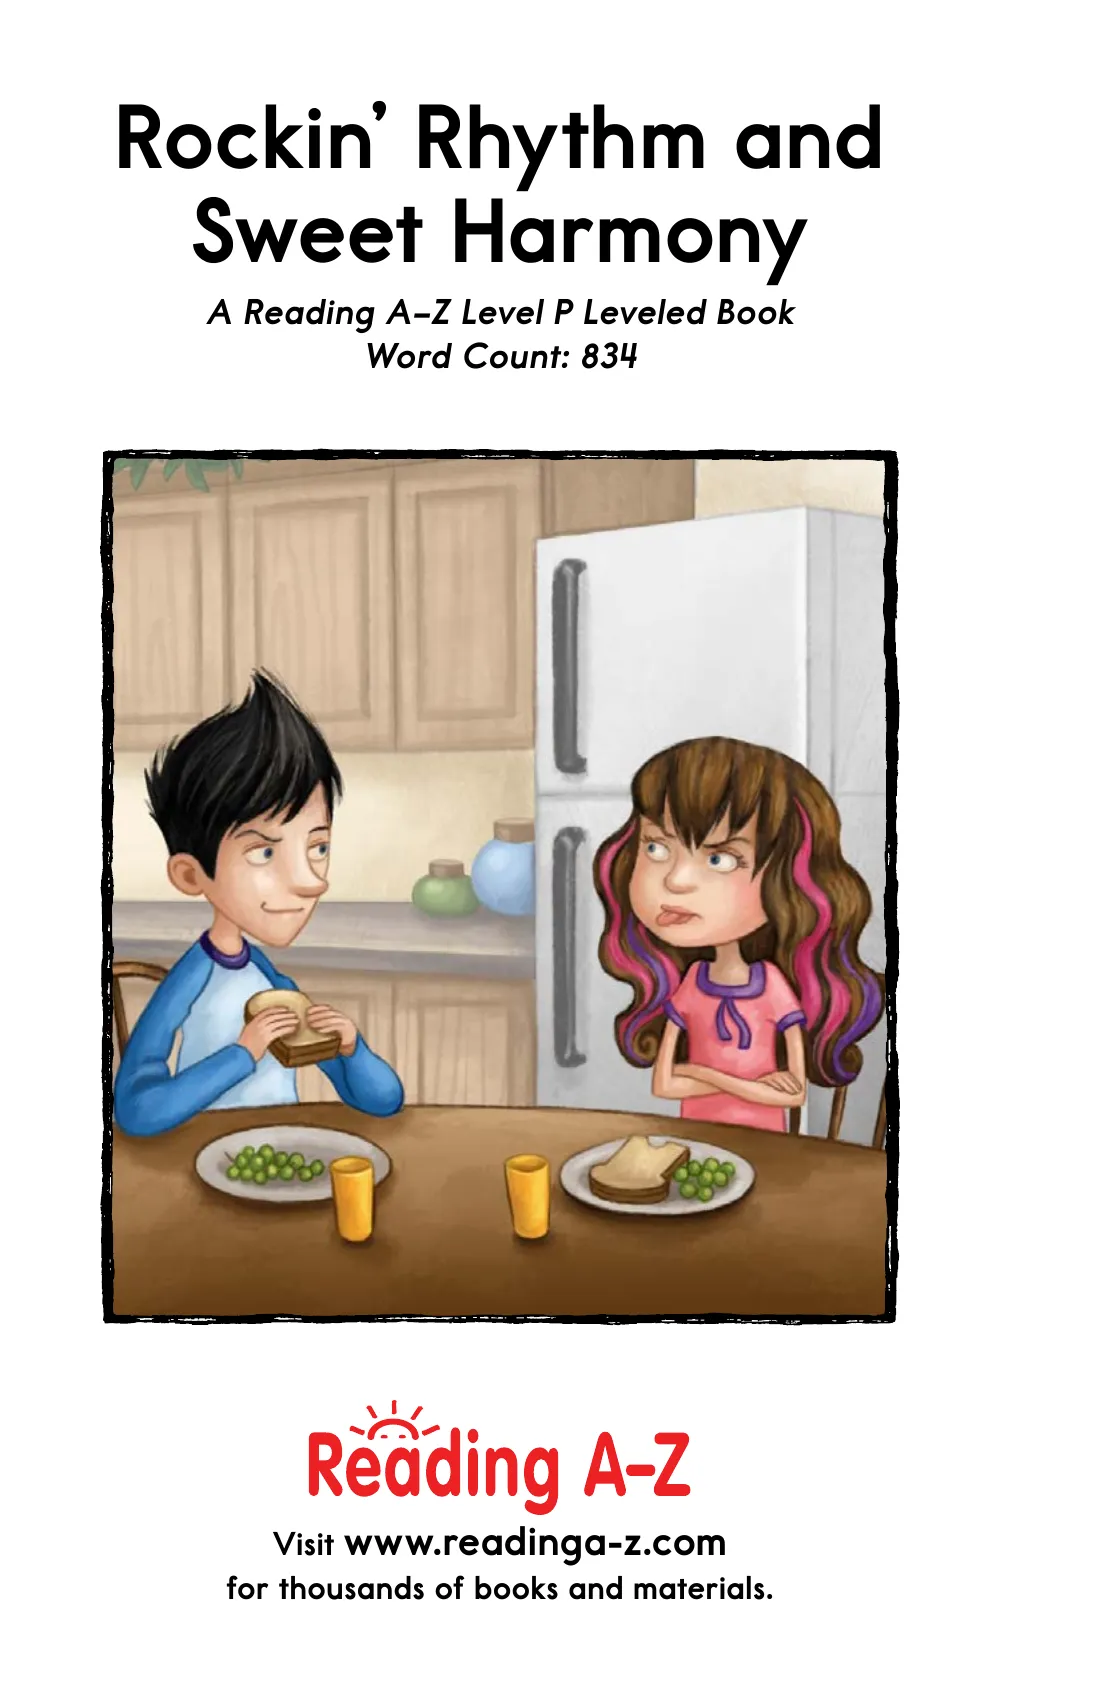 Rockin’ Rhythm and
Sweet Harmony
A Reading A–Z Level P Leveled Book
Word Count: 834
Reading A–Z
Visit www.readinga-z.com
for thousands of books and materials.